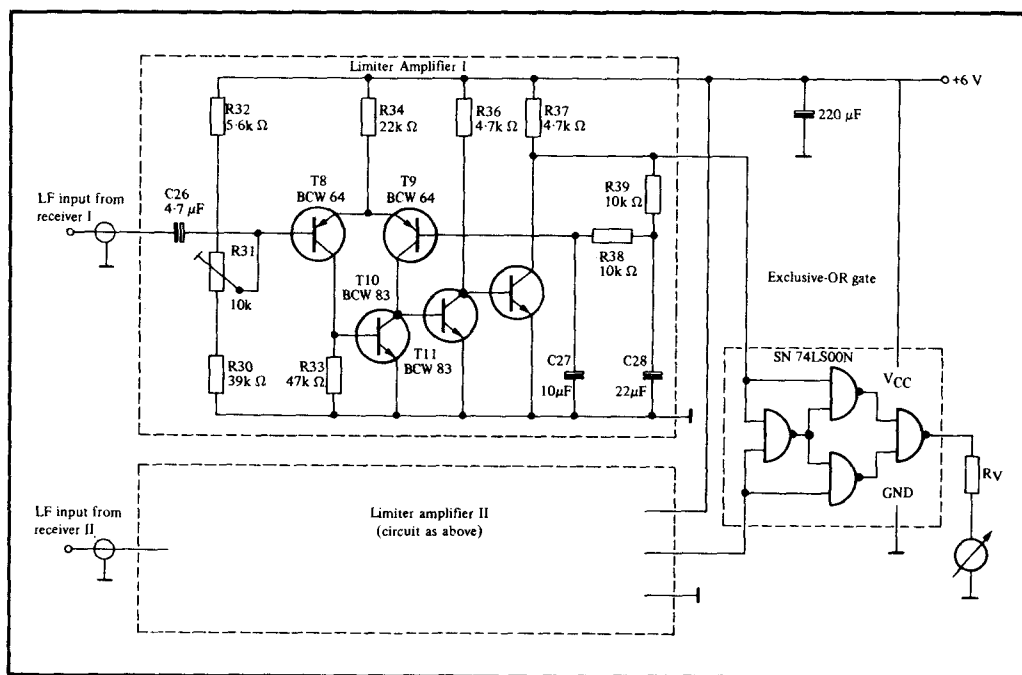 Limiter Amplifier I
+6 V
R32
5·6k Ω
R34
22k Ω
R36
4·7k Ω
R37
4·7k Ω
220 µF
LF input from
receiver I
C26
4·7 µF
T8
BCW 64
T9
BCW 64
R39
10k Ω
R38
10k Ω
R31
10k
T10
BCW 83
Exclusive-OR gate
T11
BCW 83
R30
39k Ω
R33
47k Ω
C27
10µF
C28
22µF
SN 74LS00N
VCC
GND
RV
LF input from
receiver II
Limiter amplifier II
(circuit as above)